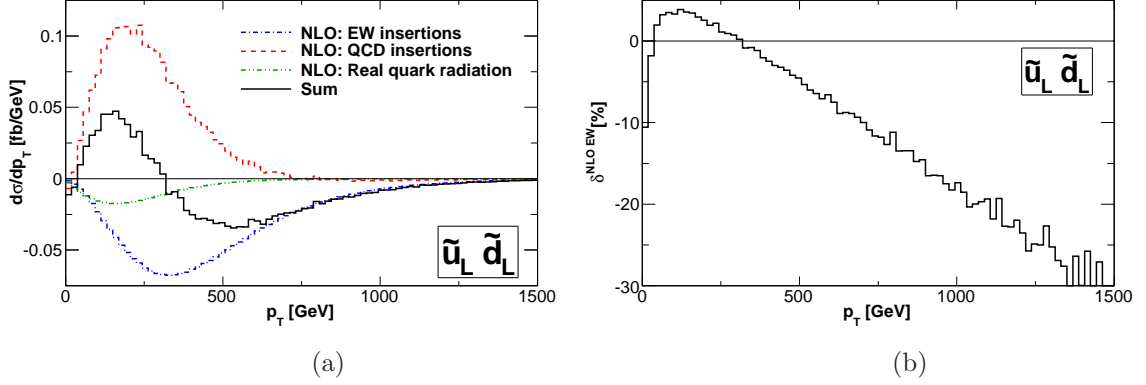 0.1
0.05
0
-0.05
dσ/dp_T [fb/GeV]
NLO: EW insertions
NLO: QCD insertions
NLO: Real quark radiation
Sum
ũ_L d̃_L
0 500 1000 1500
p_T [GeV]
(a)
0
-10
-20
-30
δ^NLO EW [%]
ũ_L d̃_L
0 500 1000 1500
p_T [GeV]
(b)